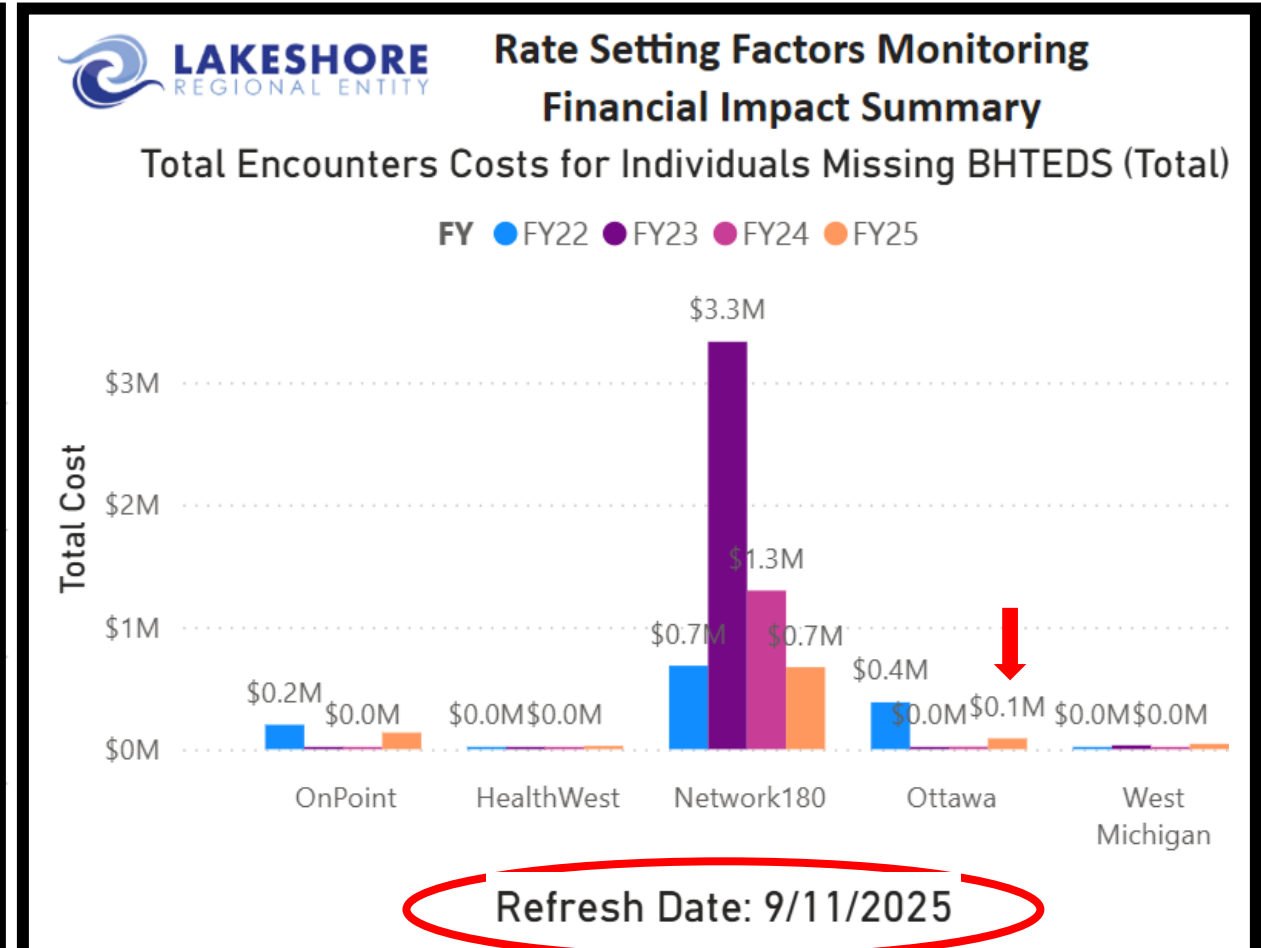 LAKESHORE
REGIONAL ENTITY
Rate Setting Factors Monitoring
Financial Impact Summary
Total Encounters Costs for Individuals Missing BHTEDS (Total)
FY FY22 FY23 FY24 FY25
$3.3M
$3M
Total Cost
$2M
$1.3M
$1M
$0.7M $0.7M
$0.4M
$0.2M $0.0M $0.0M $0.0M $0.0M $0.1M $0.0M $0.0M
$0M
OnPoint HealthWest Network180 Ottawa West
Michigan
Refresh Date: 9/11/2025